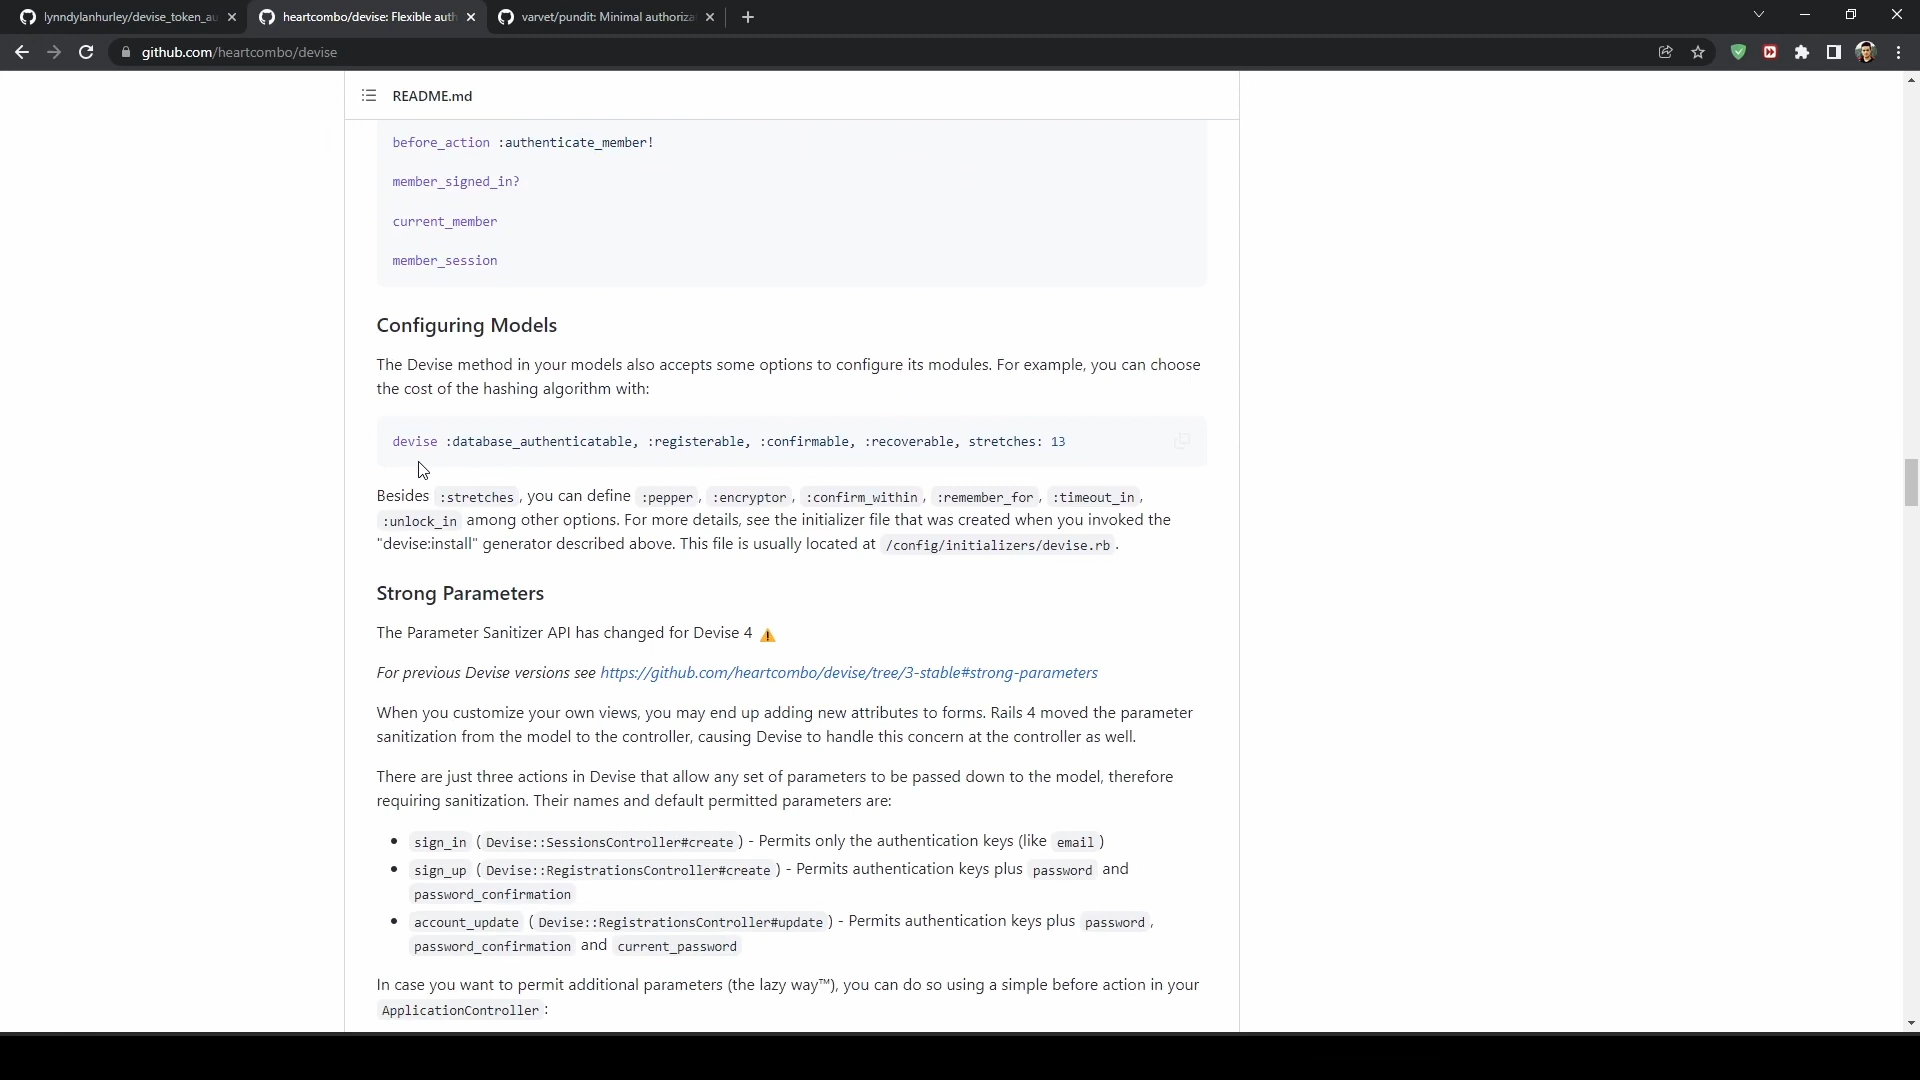 lynndylanhurley/devise_token_au
heartcombo/devise: Flexible auth
varvet/pundit: Minimal authoriza
github.com/heartcombo/devise
README.md
before_action :authenticate_member!
member_signed_in?
current_member
member_session
Configuring Models
The Devise method in your models also accepts some options to configure its modules. For example, you can choose
the cost of the hashing algorithm with:
devise :database_authenticatable, :registerable, :confirmable, :recoverable, stretches: 13
Besides :stretches, you can define :pepper, :encryptor, :confirm_within, :remember_for, :timeout_in,
:unlock_in among other options. For more details, see the initializer file that was created when you invoked the
"devise:install" generator described above. This file is usually located at /config/initializers/devise.rb.
Strong Parameters
The Parameter Sanitizer API has changed for Devise 4 ⚠️
For previous Devise versions see https://github.com/heartcombo/devise/tree/3-stable#strong-parameters
When you customize your own views, you may end up adding new attributes to forms. Rails 4 moved the parameter
sanitization from the model to the controller, causing Devise to handle this concern at the controller as well.
There are just three actions in Devise that allow any set of parameters to be passed down to the model, therefore
requiring sanitization. Their names and default permitted parameters are:
• sign_in (Devise::SessionsController#create) - Permits only the authentication keys (like email)
• sign_up (Devise::RegistrationsController#create) - Permits authentication keys plus password and
password_confirmation
• account_update (Devise::RegistrationsController#update) - Permits authentication keys plus password,
password_confirmation and current_password
In case you want to permit additional parameters (the lazy way™), you can do so using a simple before action in your
ApplicationController: